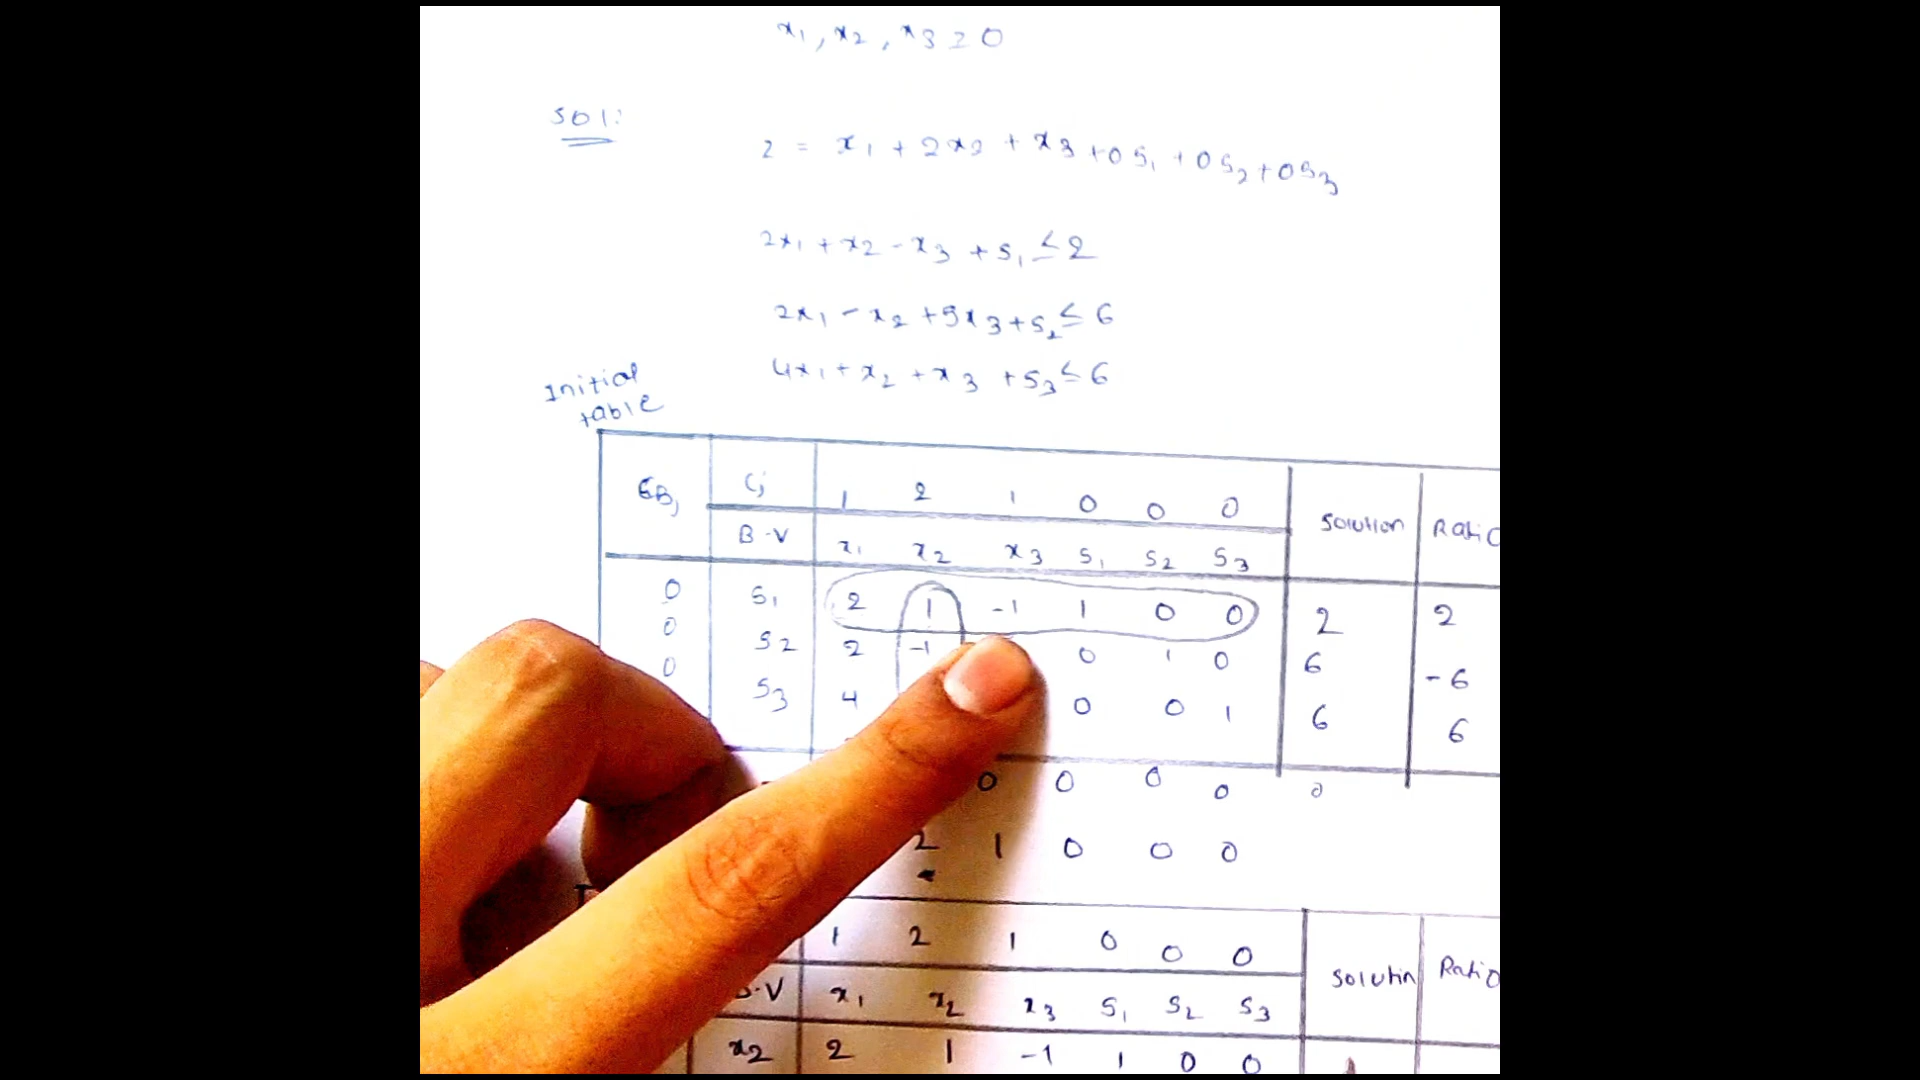 x1, x2, x3 ≥ 0
Sol:
Z = x1 + 2x2 + x3 + 0S1 + 0S2 + 0S3
2x1 + x2 - x3 + S1 ≤ 2
2x1 - x2 + 5x3 + S2 ≤ 6
4x1 + x2 + x3 + S3 ≤ 6
Initial
table
CBj Cj 1 2 1 0 0 0 Solution Ratio
B.V x1 x2 x3 S1 S2 S3
0 S1 2 1 -1 1 0 0 2 2
0 S2 2 -1 0 1 0 6 -6
0 S3 4 0 0 1 6 6
0 0 0 0 0
2 1 0 0 0
1 2 1 0 0 0 Solutin Ratio
B.V x1 x2 x3 S1 S2 S3
x2 2 1 -1 1 0 0